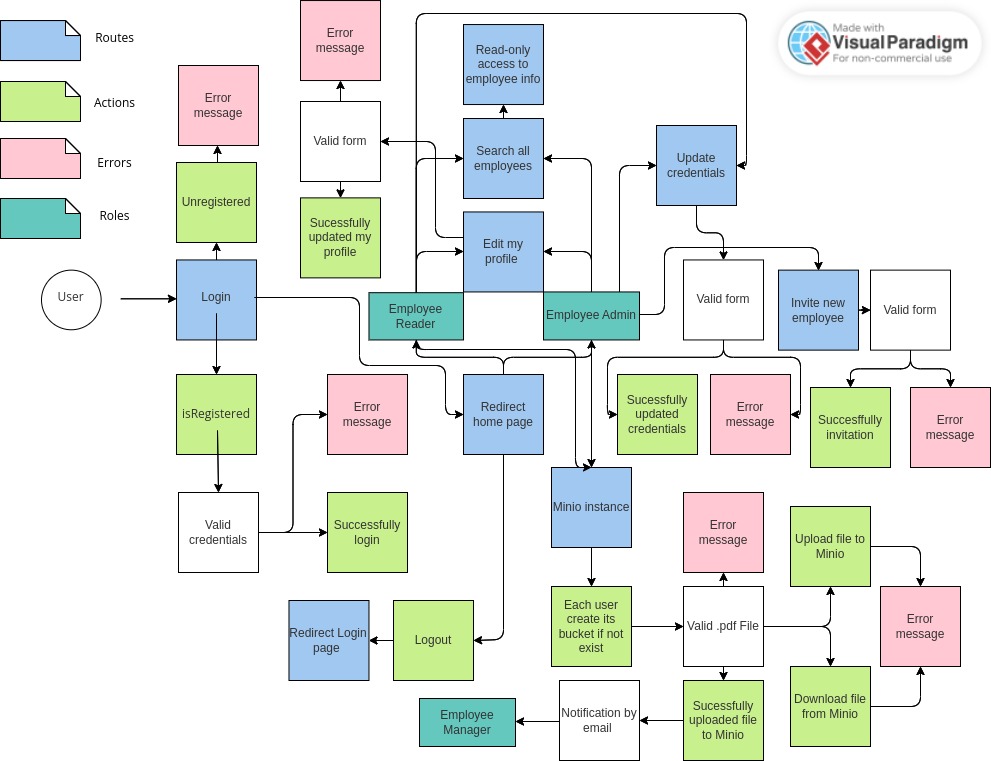 Routes
Actions
Errors
Roles
Made with
VisualParadigm
For non-commercial use
Error
message
Error
message
Read-only
access to
employee info
Valid form
Search all
employees
Update
credentials
Unregistered
Sucessfully
updated my
profile
Edit my
profile
User
Login
Employee
Reader
Employee Admin
Valid form
Invite new
employee
Valid form
isRegistered
Error
message
Redirect
home page
Sucessfully
updated
credentials
Error
message
Succesffully
invitation
Error
message
Valid
credentials
Successfully
login
Minio instance
Error
message
Upload file to
Minio
Redirect Login
page
Logout
Each user
create its
bucket if not
exist
Valid .pdf File
Error
message
Employee
Manager
Notification by
email
Sucessfully
uploaded file
to Minio
Download file
from Minio